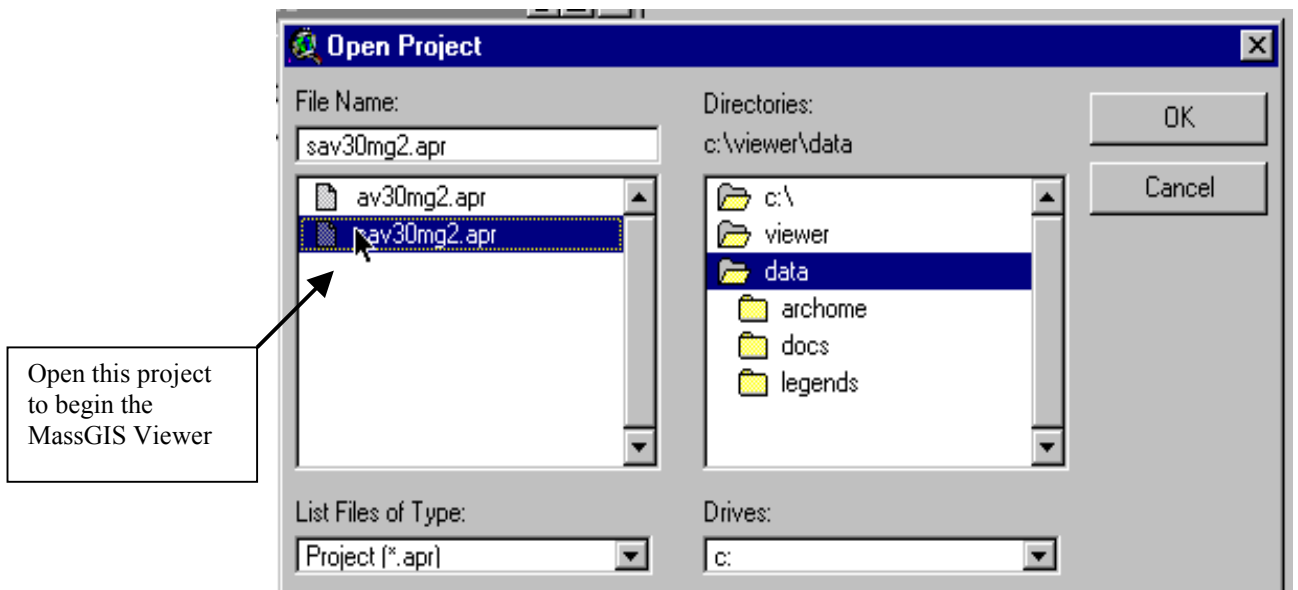 Open Project
File Name:
sav30mg2.apr
av30mg2.apr
sav30mg2.apr
Directories:
c:\viewer\data
c:\
viewer
data
archome
docs
legends
OK
Cancel
List Files of Type:
Project (*.apr)
Drives:
c:
Open this project
to begin the
MassGIS Viewer